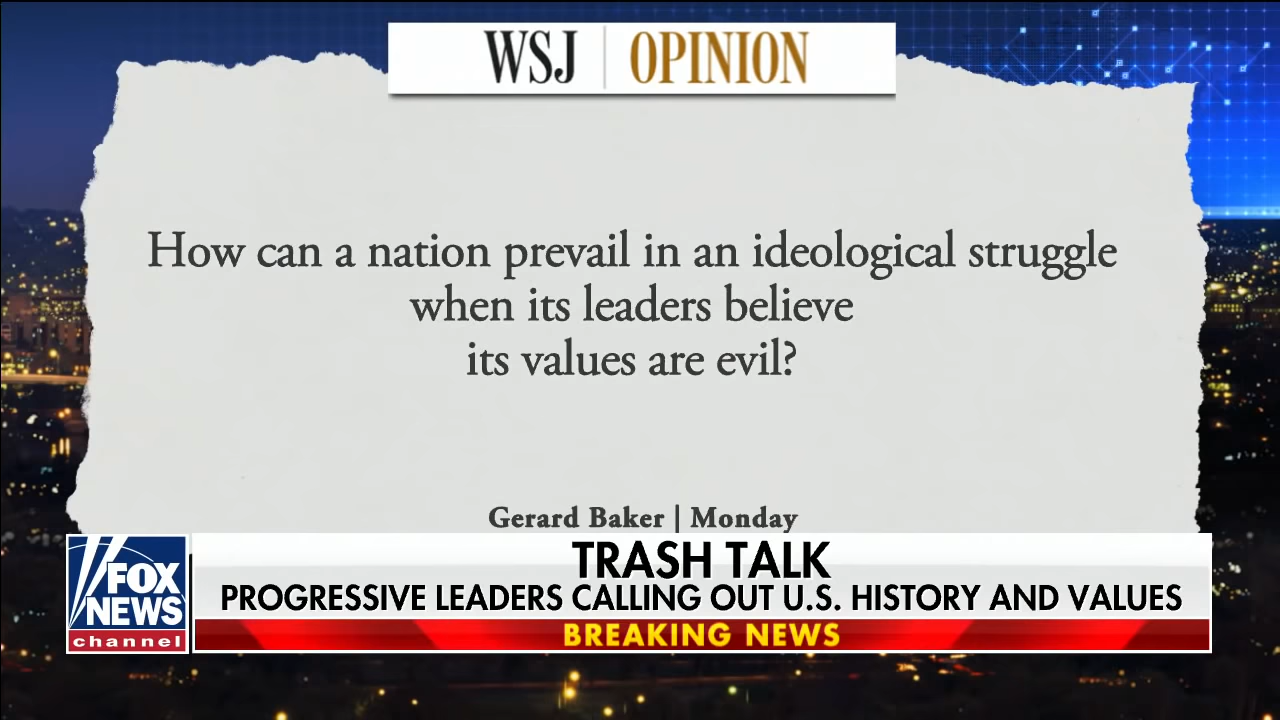 WSJ | OPINION
How can a nation prevail in an ideological struggle
when its leaders believe
its values are evil?
Gerard Baker | Monday
TRASH TALK
PROGRESSIVE LEADERS CALLING OUT U.S. HISTORY AND VALUES
BREAKING NEWS
FOX
NEWS
channel